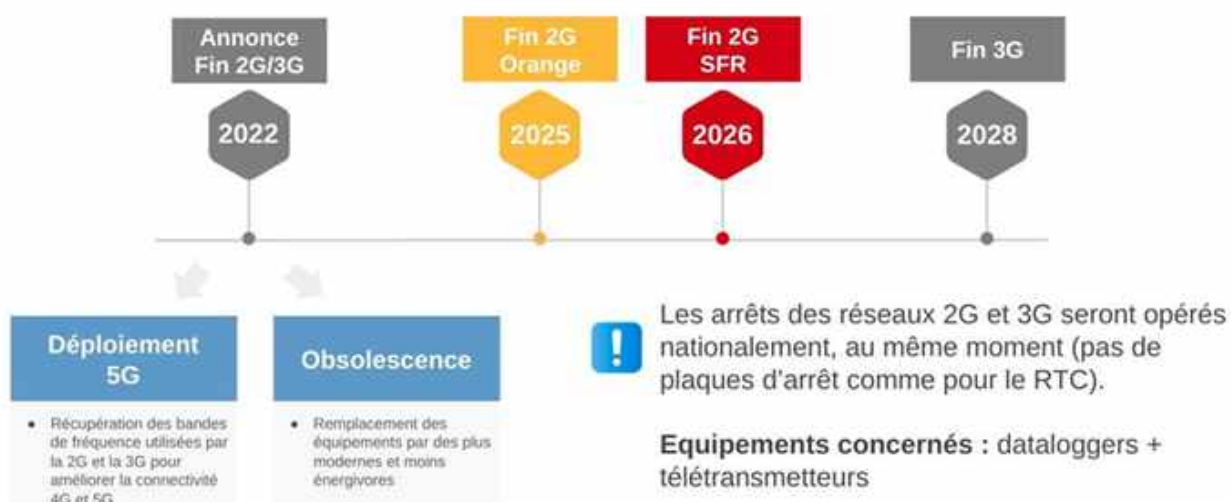 Annonce
Fin 2G/3G
Fin 2G
Orange
Fin 2G
SFR
Fin 3G
2022
2025
2026
2028
Déploiement
5G
Obsolescence
• Récupération des bandes
de fréquence utilisées par
la 2G et la 3G pour
améliorer la connectivité
4G et 5G
• Remplacement des
équipements par des plus
modernes et moins
énergivores
!
Les arrêts des réseaux 2G et 3G seront opérés
nationalement, au même moment (pas de
plaques d'arrêt comme pour le RTC).
Equipements concernés : dataloggers +
télétransmetteurs